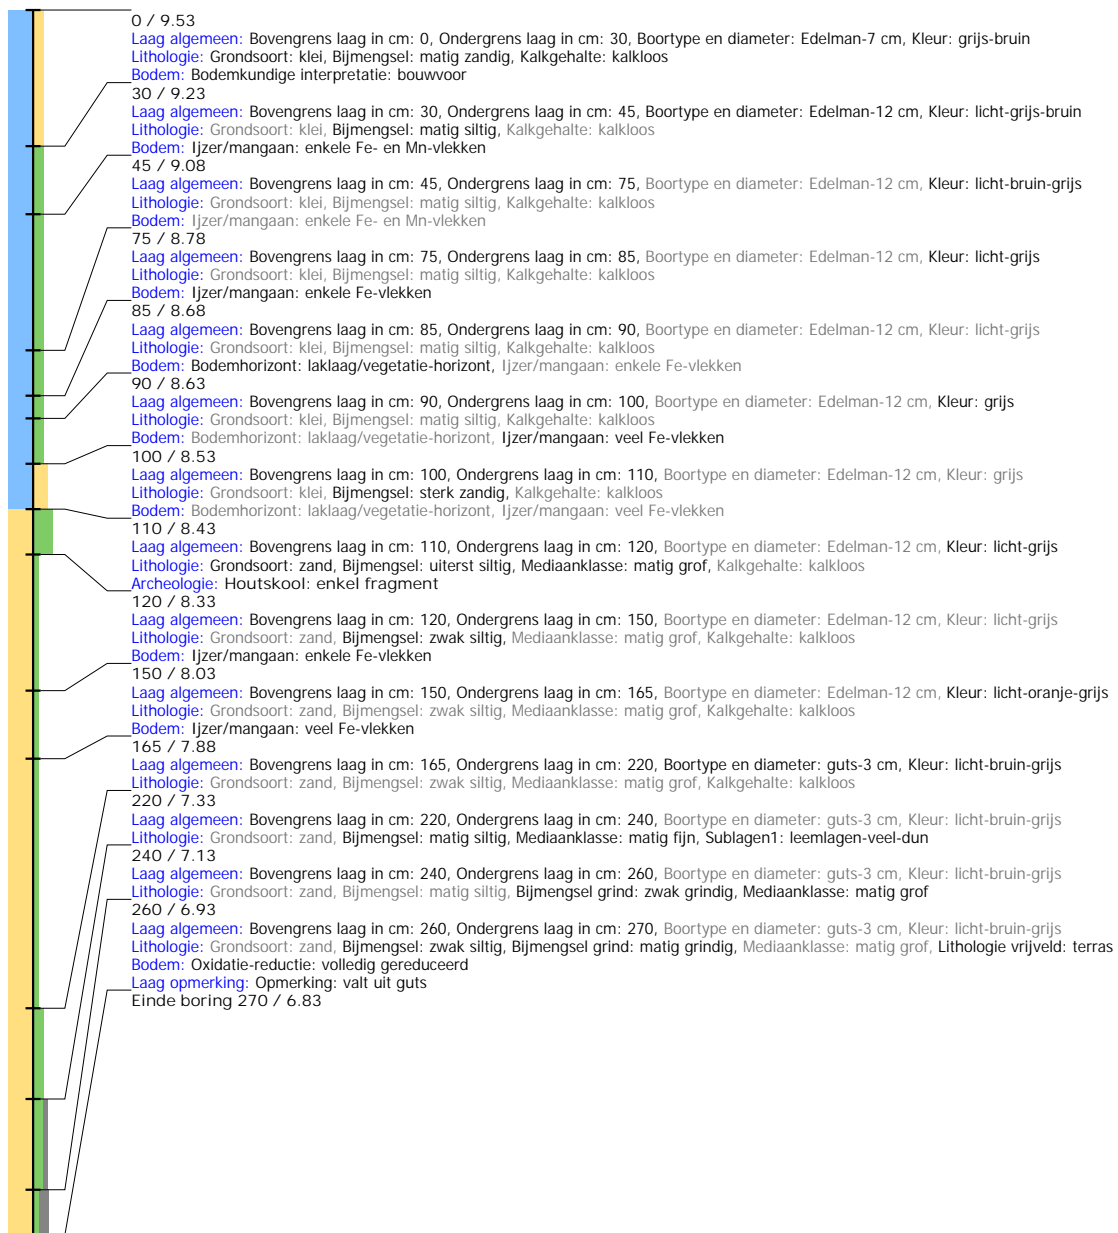 0 / 9.53
Laag algemeen: Bovengrens laag in cm: 0, Ondergrens laag in cm: 30, Boortype en diameter: Edelman-7 cm, Kleur: grijs-bruin
Lithologie: Grondsoort: klei, Bijmengsel: matig zandig, Kalkgehalte: kalkloos
Bodem: Bodemkundige interpretatie: bouwvoor
30 / 9.23
Laag algemeen: Bovengrens laag in cm: 30, Ondergrens laag in cm: 45, Boortype en diameter: Edelman-12 cm, Kleur: licht-grijs-bruin
Lithologie: Grondsoort: klei, Bijmengsel: matig siltig, Kalkgehalte: kalkloos
Bodem: Ijzer/mangaan: enkele Fe- en Mn-vlekken
45 / 9.08
Laag algemeen: Bovengrens laag in cm: 45, Ondergrens laag in cm: 75, Boortype en diameter: Edelman-12 cm, Kleur: licht-bruin-grijs
Lithologie: Grondsoort: klei, Bijmengsel: matig siltig, Kalkgehalte: kalkloos
Bodem: Ijzer/mangaan: enkele Fe- en Mn-vlekken
75 / 8.78
Laag algemeen: Bovengrens laag in cm: 75, Ondergrens laag in cm: 85, Boortype en diameter: Edelman-12 cm, Kleur: licht-grijs
Lithologie: Grondsoort: klei, Bijmengsel: matig siltig, Kalkgehalte: kalkloos
Bodem: Ijzer/mangaan: enkele Fe-vlekken
85 / 8.68
Laag algemeen: Bovengrens laag in cm: 85, Ondergrens laag in cm: 90, Boortype en diameter: Edelman-12 cm, Kleur: licht-grijs
Lithologie: Grondsoort: klei, Bijmengsel: matig siltig, Kalkgehalte: kalkloos
Bodem: Bodemhorizont: laklaag/vegetatie-horizont, Ijzer/mangaan: enkele Fe-vlekken
90 / 8.63
Laag algemeen: Bovengrens laag in cm: 90, Ondergrens laag in cm: 100, Boortype en diameter: Edelman-12 cm, Kleur: grijs
Lithologie: Grondsoort: klei, Bijmengsel: matig siltig, Kalkgehalte: kalkloos
Bodem: Bodemhorizont: laklaag/vegetatie-horizont, Ijzer/mangaan: veel Fe-vlekken
100 / 8.53
Laag algemeen: Bovengrens laag in cm: 100, Ondergrens laag in cm: 110, Boortype en diameter: Edelman-12 cm, Kleur: grijs
Lithologie: Grondsoort: klei, Bijmengsel: sterk zandig, Kalkgehalte: kalkloos
Bodem: Bodemhorizont: laklaag/vegetatie-horizont, Ijzer/mangaan: veel Fe-vlekken
110 / 8.43
Laag algemeen: Bovengrens laag in cm: 110, Ondergrens laag in cm: 120, Boortype en diameter: Edelman-12 cm, Kleur: licht-grijs
Lithologie: Grondsoort: zand, Bijmengsel: uiterst siltig, Mediaanklasse: matig grof, Kalkgehalte: kalkloos
Archeologie: Houtskool: enkel fragment
120 / 8.33
Laag algemeen: Bovengrens laag in cm: 120, Ondergrens laag in cm: 150, Boortype en diameter: Edelman-12 cm, Kleur: licht-grijs
Lithologie: Grondsoort: zand, Bijmengsel: zwak siltig, Mediaanklasse: matig grof, Kalkgehalte: kalkloos
Bodem: Ijzer/mangaan: enkele Fe-vlekken
150 / 8.03
Laag algemeen: Bovengrens laag in cm: 150, Ondergrens laag in cm: 165, Boortype en diameter: Edelman-12 cm, Kleur: licht-oranje-grijs
Lithologie: Grondsoort: zand, Bijmengsel: zwak siltig, Mediaanklasse: matig grof, Kalkgehalte: kalkloos
Bodem: Ijzer/mangaan: veel Fe-vlekken
165 / 7.88
Laag algemeen: Bovengrens laag in cm: 165, Ondergrens laag in cm: 220, Boortype en diameter: guts-3 cm, Kleur: licht-bruin-grijs
Lithologie: Grondsoort: zand, Bijmengsel: zwak siltig, Mediaanklasse: matig grof, Kalkgehalte: kalkloos
220 / 7.33
Laag algemeen: Bovengrens laag in cm: 220, Ondergrens laag in cm: 240, Boortype en diameter: guts-3 cm, Kleur: licht-bruin-grijs
Lithologie: Grondsoort: zand, Bijmengsel: matig siltig, Mediaanklasse: matig fijn, Sublagen1: leemlagen-veel-dun
240 / 7.13
Laag algemeen: Bovengrens laag in cm: 240, Ondergrens laag in cm: 260, Boortype en diameter: guts-3 cm, Kleur: licht-bruin-grijs
Lithologie: Grondsoort: zand, Bijmengsel: matig siltig, Bijmengsel grind: zwak grindig, Mediaanklasse: matig grof
260 / 6.93
Laag algemeen: Bovengrens laag in cm: 260, Ondergrens laag in cm: 270, Boortype en diameter: guts-3 cm, Kleur: licht-bruin-grijs
Lithologie: Grondsoort: zand, Bijmengsel: zwak siltig, Bijmengsel grind: matig grindig, Mediaanklasse: matig grof, Lithologie vrijveld: terras
Bodem: Oxidatie-reductie: volledig gereduceerd
Laag opmerking: Opmerking: valt uit guts
Einde boring 270 / 6.83